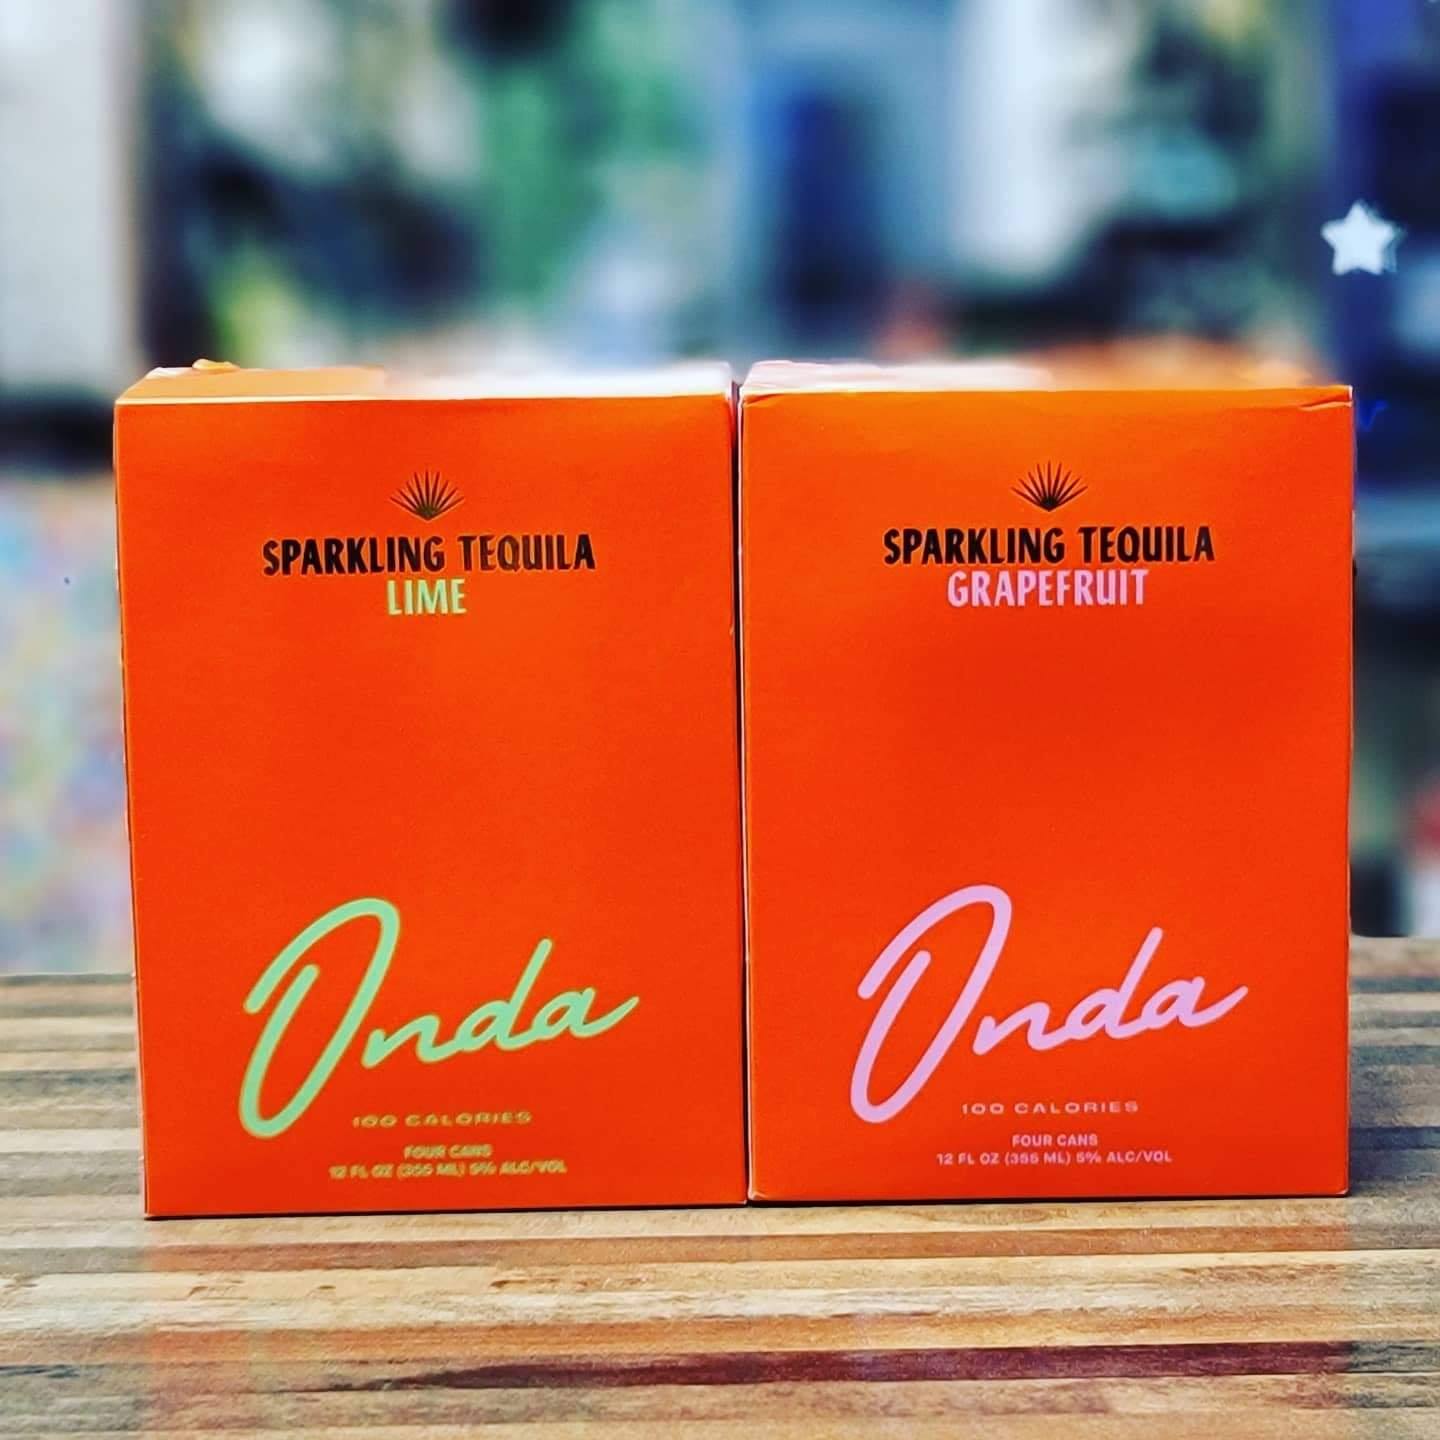 SPARKLING TEQUILA
LIME
Onda
100 CALORIES
FOUR CANS
12 FL OZ (355 ML) 5% ALC/VOL
SPARKLING TEQUILA
GRAPEFRUIT
Onda
100 CALORIES
FOUR CANS
12 FL OZ (355 ML) 5% ALC/VOL